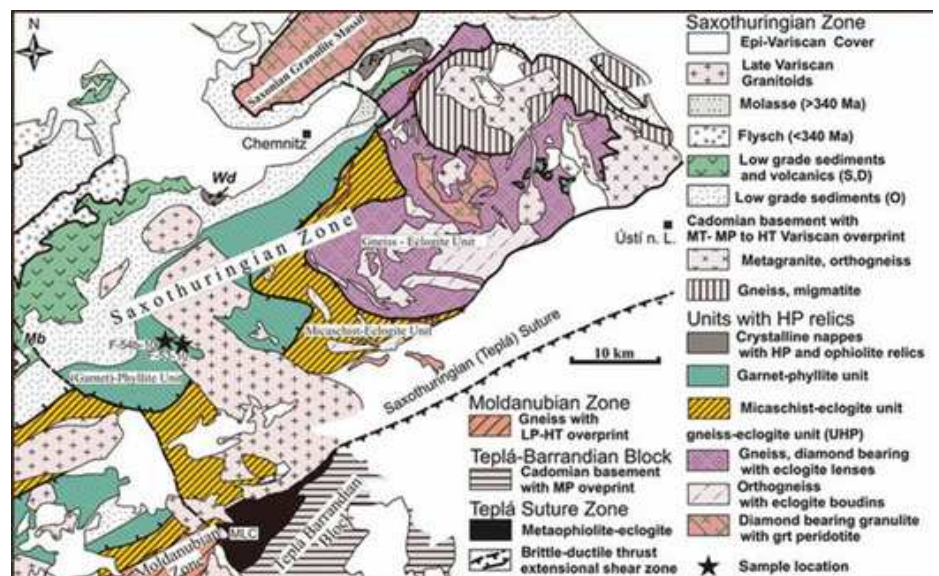 N
Saxonian Granulite Massif
Fr
Chemnitz
Wd
Saxothuringian Zone
Gneiss - Eclogite Unit
Ústí n. L.
Micaschist-Eclogite Unit
Mb
(Garnet)-Phyllite Unit
10 km
Saxothuringian (Teplá) Suture
MLC
Moldanubian
Zone
Teplá Barrandian
Block
Moldanubian Zone
Gneiss with
LP-HT overprint
Teplá-Barrandian Block
Cadomian basement
with MP oveprint
Teplá Suture Zone
Metaophiolite-eclogite
Brittle-ductile thrust
extensional shear zone
Saxothuringian Zone
Epi-Variscan Cover
Late Variscan
Granitoids
Molasse (>340 Ma)
Flysch (<340 Ma)
Low grade sediments
and volcanics (S,D)
Low grade sediments (O)
Cadomian basement with
MT- MP to HT Variscan overprint
Metagranite, orthogneiss
Gneiss, migmatite
Units with HP relics
Crystalline nappes
with HP and ophiolite relics
Garnet-phyllite unit
Micaschist-eclogite unit
gneiss-eclogite unit (UHP)
Gneiss, diamond bearing
with eclogite lenses
Orthogneiss
with eclogite boudins
Diamond bearing granulite
with grt peridotite
Sample location